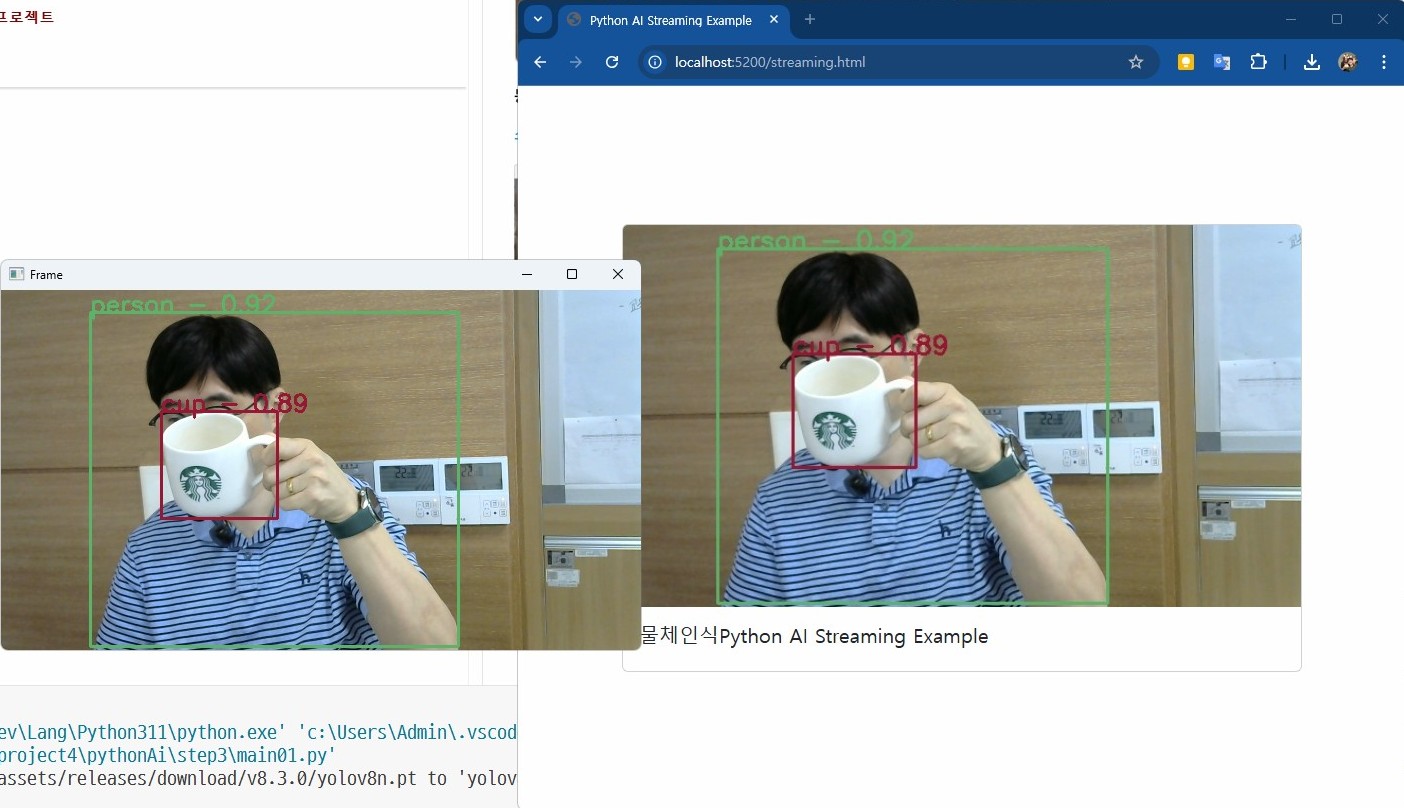 프로젝트
Python AI Streaming Example
localhost:5200/streaming.html
Frame
person - 0.92
cup - 0.89
person - 0.92
cup - 0.89
물체인식Python AI Streaming Example
ev\Lang\Python311\python.exe' 'c:\Users\Admin\.vscod
project4\pythonAi\step3\main01.py'
assets/releases/download/v8.3.0/yolov8n.pt to 'yolov